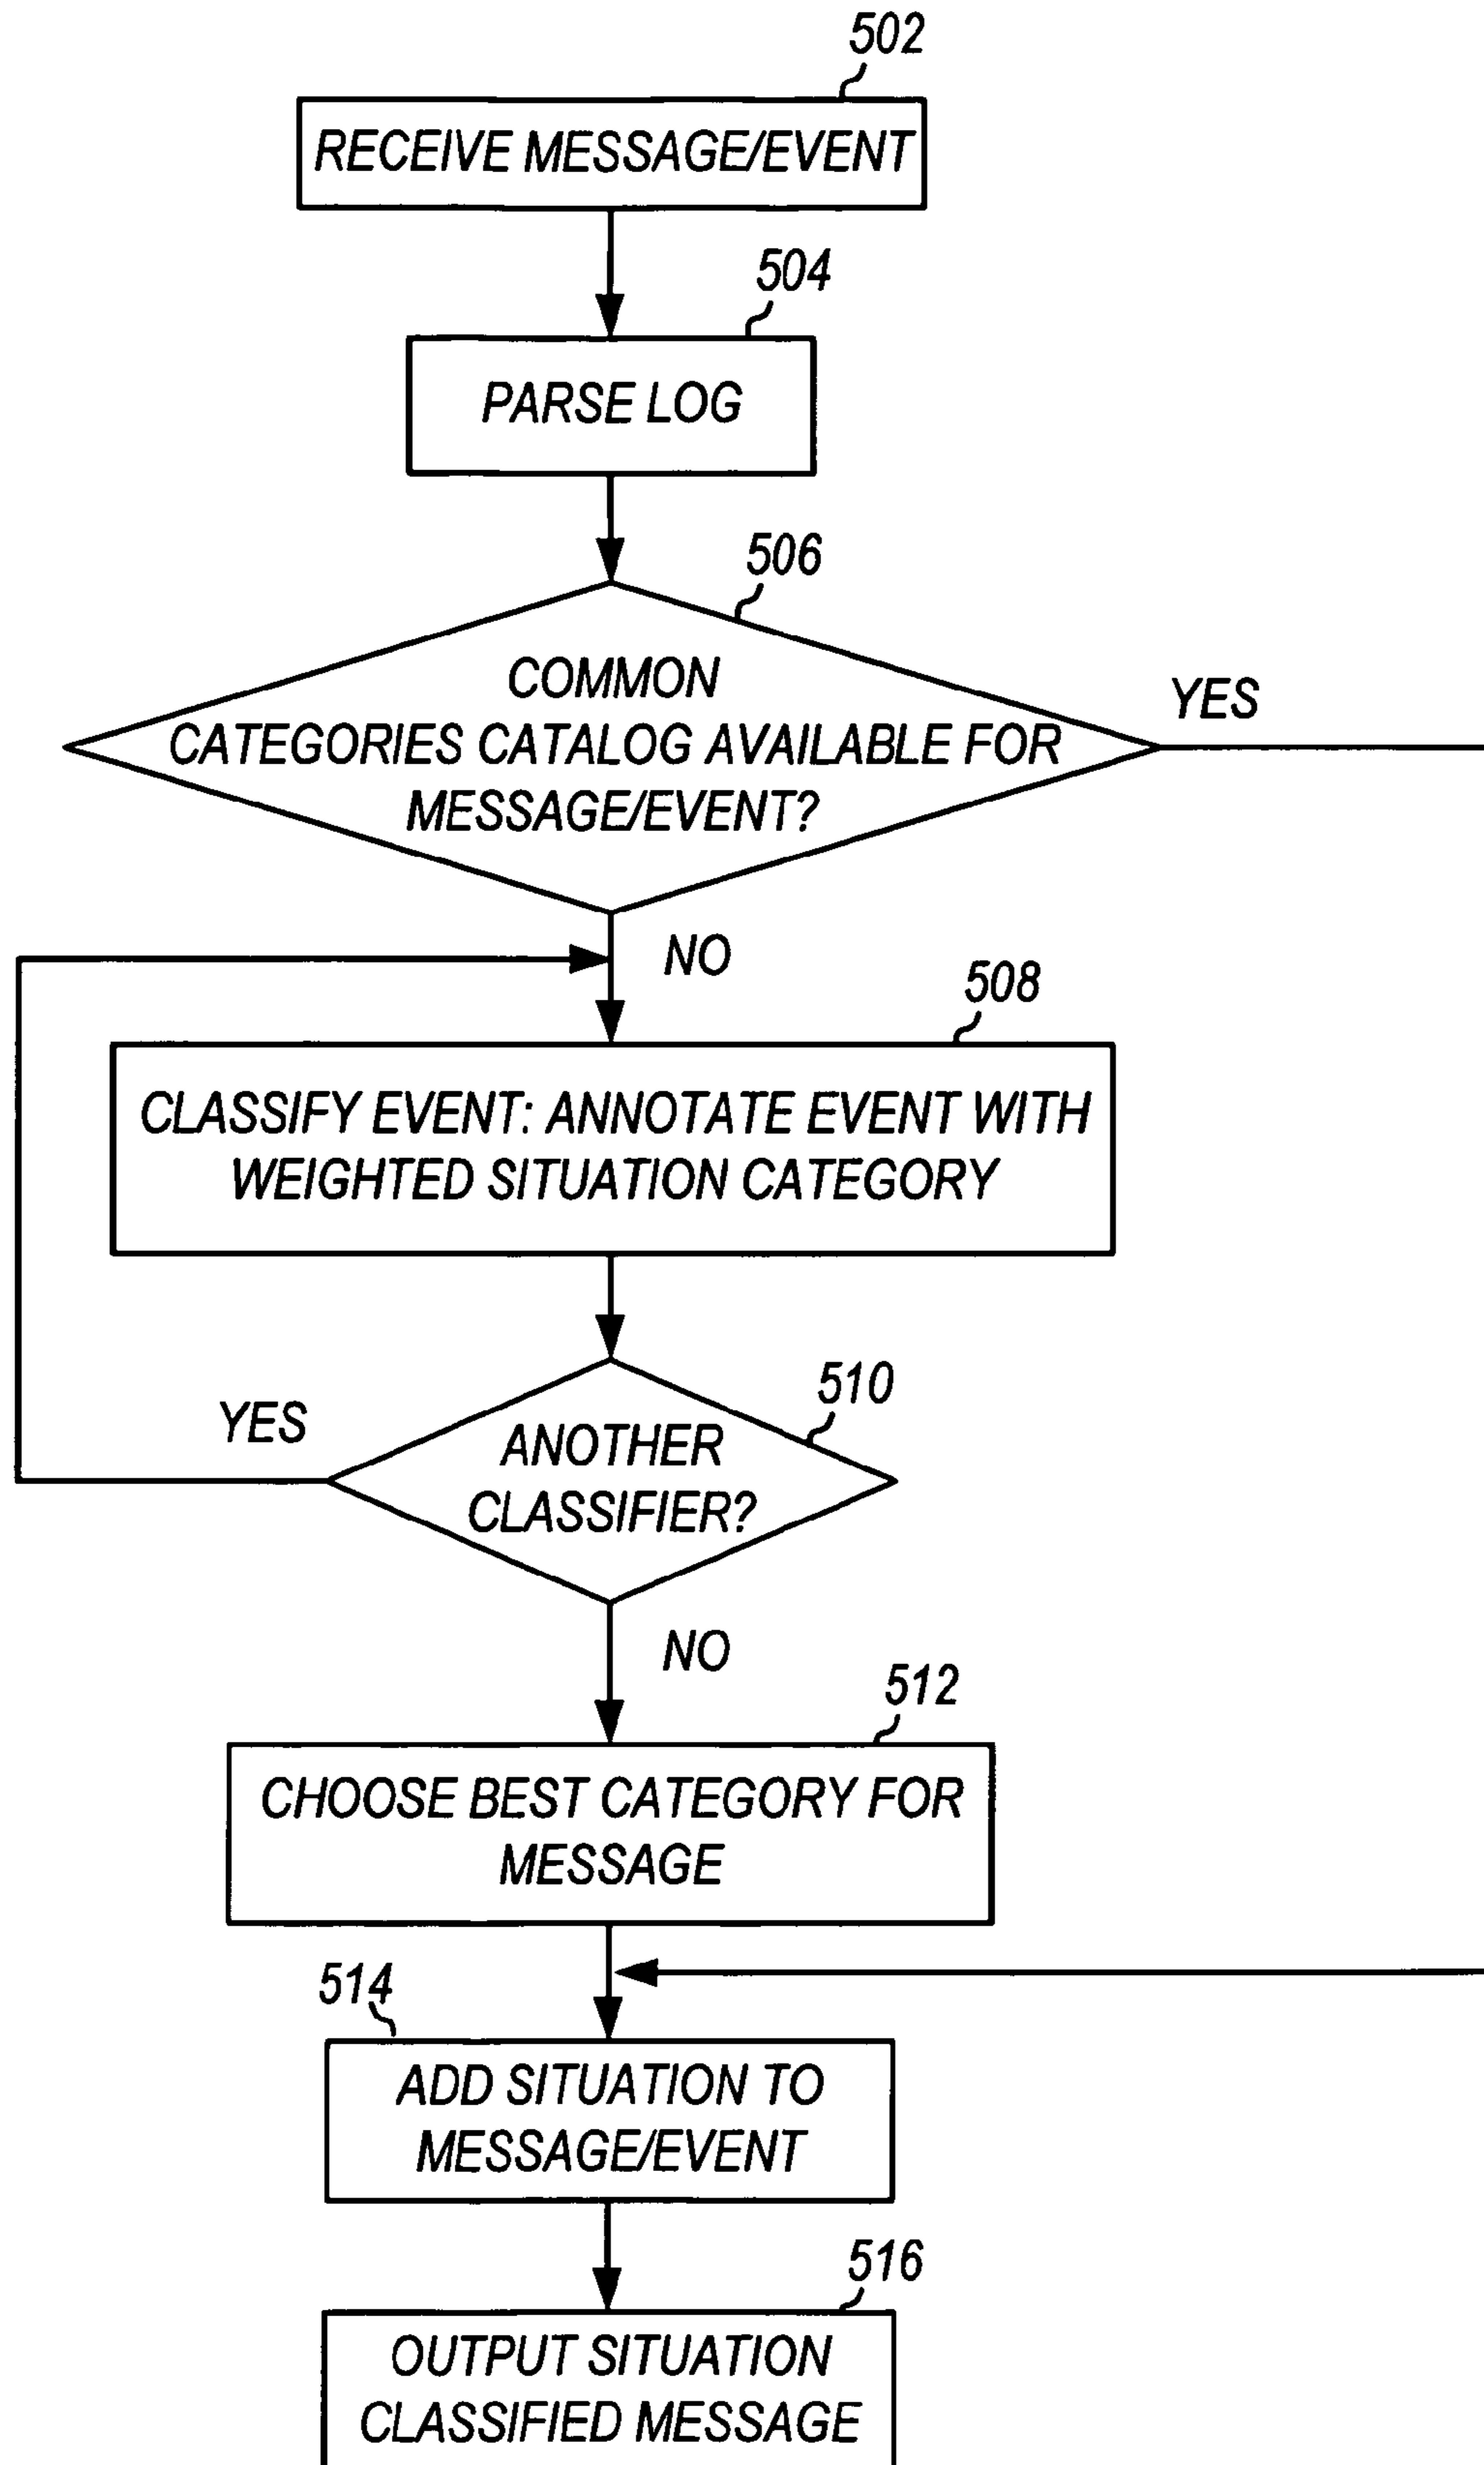 502
RECEIVE MESSAGE/EVENT
504
PARSE LOG
506
COMMON
CATEGORIES CATALOG AVAILABLE FOR
MESSAGE/EVENT?
YES
NO
508
CLASSIFY EVENT: ANNOTATE EVENT WITH
WEIGHTED SITUATION CATEGORY
510
YES
ANOTHER
CLASSIFIER?
NO
512
CHOOSE BEST CATEGORY FOR
MESSAGE
514
ADD SITUATION TO
MESSAGE/EVENT
516
OUTPUT SITUATION
CLASSIFIED MESSAGE